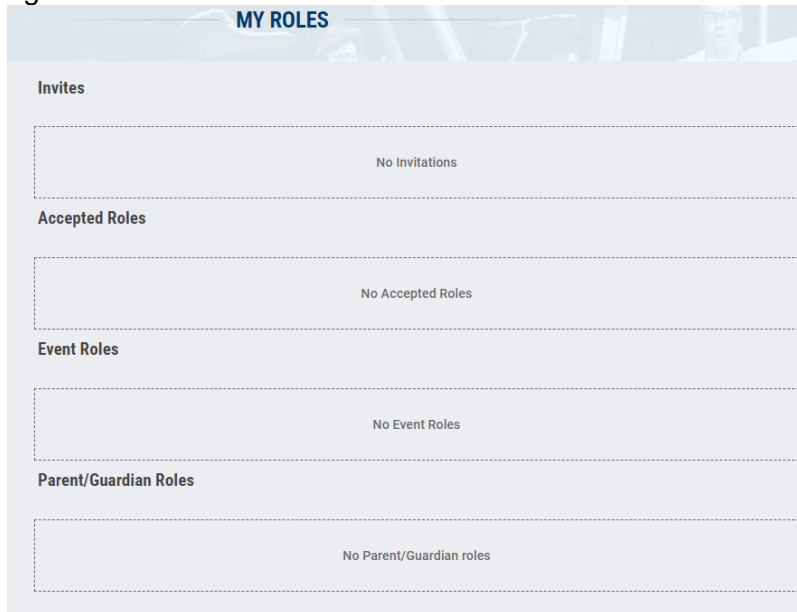 MY ROLES
Invites
No Invitations
Accepted Roles
No Accepted Roles
Event Roles
No Event Roles
Parent/Guardian Roles
No Parent/Guardian roles